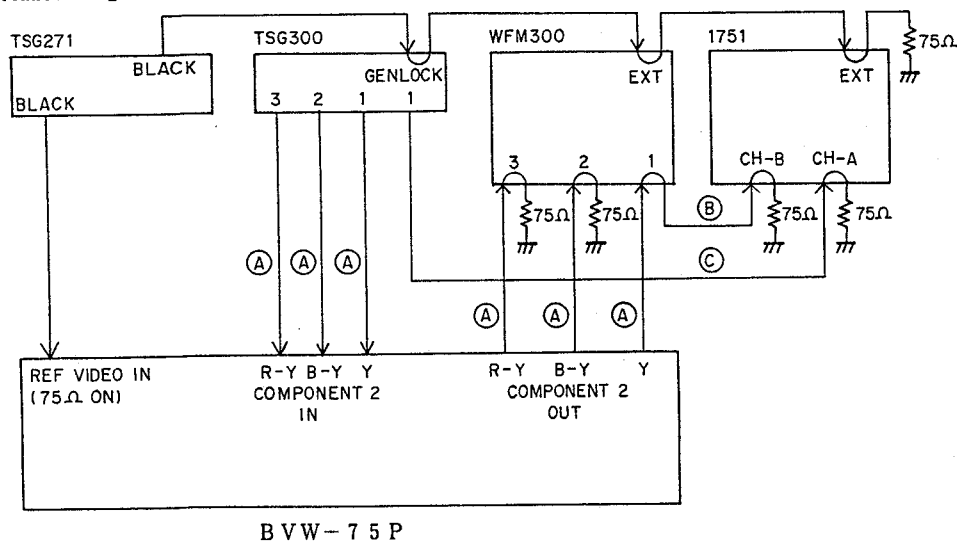 TSG271
BLACK
BLACK
TSG300
GENLOCK
3 2 1 1
WFM300
EXT
3 2 1
1751
EXT
CH-B CH-A
75Ω
75Ω 75Ω
75Ω 75Ω
B
C
A A A
A A A
REF VIDEO IN
(75Ω ON)
R-Y B-Y Y
COMPONENT 2
IN
R-Y B-Y Y
COMPONENT 2
OUT
BVW-75P